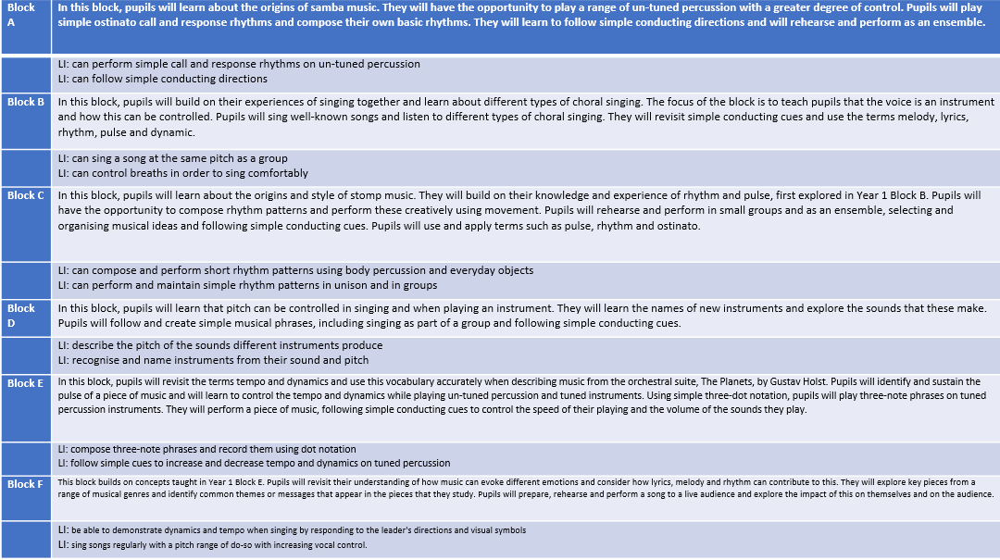 Block
A
In this block, pupils will learn about the origins of samba music. They will have the opportunity to play a range of un-tuned percussion with a greater degree of control. Pupils will play
simple ostinato call and response rhythms and compose their own basic rhythms. They will learn to follow simple conducting directions and will rehearse and perform as an ensemble.
LI: can perform simple call and response rhythms on un-tuned percussion
LI: can follow simple conducting directions
Block B
In this block, pupils will build on their experiences of singing together and learn about different types of choral singing. The focus of the block is to teach pupils that the voice is an instrument
and how this can be controlled. Pupils will sing well-known songs and listen to different types of choral singing. They will revisit simple conducting cues and use the terms melody, lyrics,
rhythm, pulse and dynamic.
LI: can sing a song at the same pitch as a group
LI: can control breaths in order to sing comfortably
Block C
In this block, pupils will learn about the origins and style of stomp music. They will build on their knowledge and experience of rhythm and pulse, first explored in Year 1 Block B. Pupils will
have the opportunity to compose rhythm patterns and perform these creatively using movement. Pupils will rehearse and perform in small groups and as an ensemble, selecting and
organising musical ideas and following simple conducting cues. Pupils will use and apply terms such as pulse, rhythm and ostinato.
LI: can compose and perform short rhythm patterns using body percussion and everyday objects
LI: can perform and maintain simple rhythm patterns in unison and in groups
Block
D
In this block, pupils will learn that pitch can be controlled in singing and when playing an instrument. They will learn the names of new instruments and explore the sounds that these make.
Pupils will follow and create simple musical phrases, including singing as part of a group and following simple conducting cues.
LI: describe the pitch of the sounds different instruments produce
LI: recognise and name instruments from their sound and pitch
Block E
In this block, pupils will revisit the terms tempo and dynamics and use this vocabulary accurately when describing music from the orchestral suite, The Planets, by Gustav Holst. Pupils will identify and sustain the
pulse of a piece of music and will learn to control the tempo and dynamics while playing un-tuned percussion and tuned instruments. Using simple three-dot notation, pupils will play three-note phrases on tuned
percussion instruments. They will perform a piece of music, following simple conducting cues to control the speed of their playing and the volume of the sounds they play.
LI: compose three-note phrases and record them using dot notation
LI: follow simple cues to increase and decrease tempo and dynamics on tuned percussion
Block F
This block builds on concepts taught in Year 1 Block E. Pupils will revisit their understanding of how music can evoke different emotions and consider how lyrics, melody and rhythm can contribute to this. They will explore key pieces from a
range of musical genres and identify common themes or messages that appear in the pieces that they study. Pupils will prepare, rehearse and perform a song to a live audience and explore the impact of this on themselves and on the audience.
LI: be able to demonstrate dynamics and tempo when singing by responding to the leader's directions and visual symbols
LI: sing songs regularly with a pitch range of do-so with increasing vocal control.